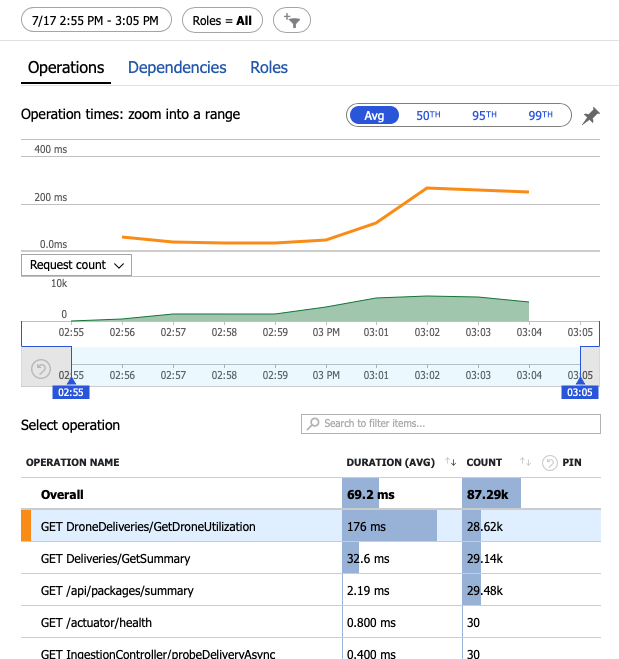 7/17 2:55 PM - 3:05 PM Roles = All
Operations Dependencies Roles
Operation times: zoom into a range Avg 50TH 95TH 99TH
400 ms
200 ms
0.0ms
Request count
10k
0
02:55 02:56 02:57 02:58 02:59 03 PM 03:01 03:02 03:03 03:04 03:05
02:55 02:56 02:57 02:58 02:59 03 PM 03:01 03:02 03:03 03:04 03:05
02:55 03:05
Select operation Search to filter items...
OPERATION NAME DURATION (AVG) COUNT PIN
Overall 69.2 ms 87.29k
GET DroneDeliveries/GetDroneUtilization 176 ms 28.62k
GET Deliveries/GetSummary 32.6 ms 29.14k
GET /api/packages/summary 2.19 ms 29.48k
GET /actuator/health 0.800 ms 30
GET IngestionController/probeDeliveryAsync 0.400 ms 30